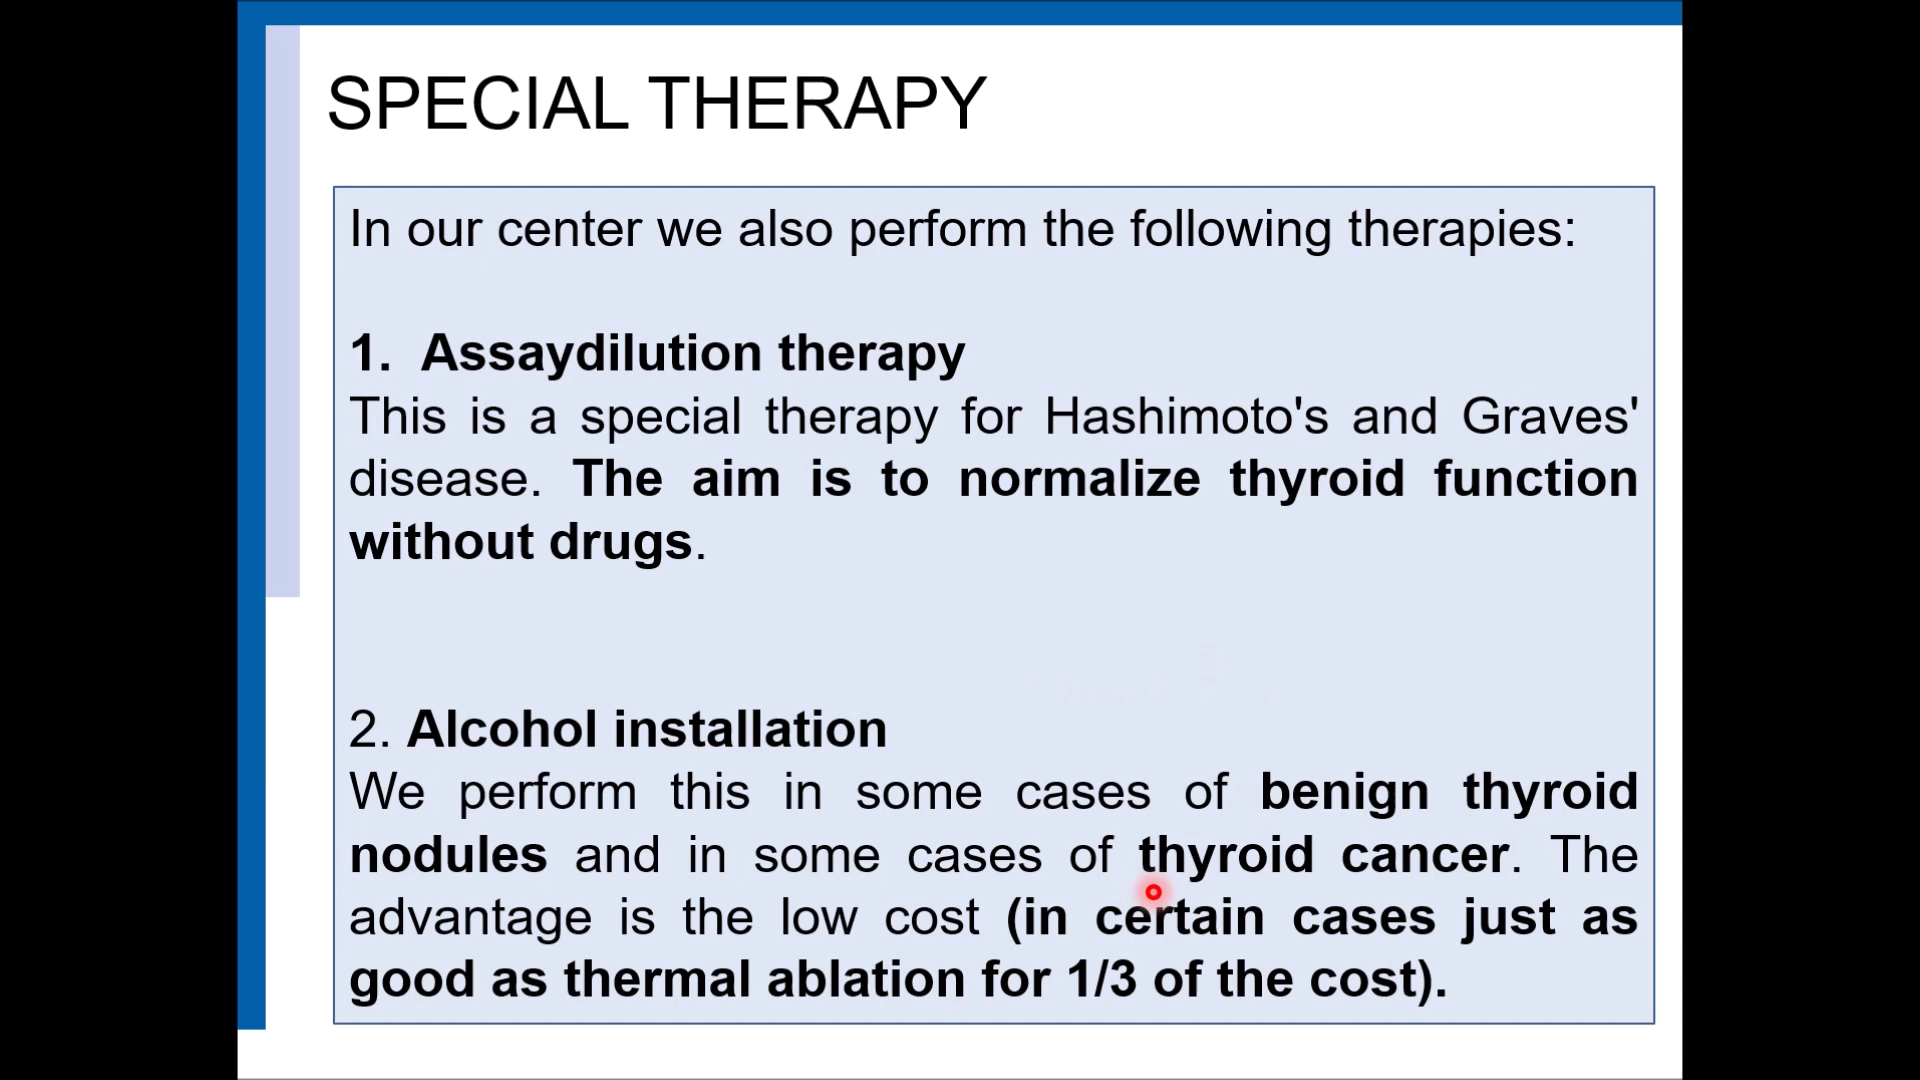 SPECIAL THERAPY
In our center we also perform the following therapies:
1. Assaydilution therapy
This is a special therapy for Hashimoto's and Graves'
disease. The aim is to normalize thyroid function
without drugs.
2. Alcohol installation
We perform this in some cases of benign thyroid
nodules and in some cases of thyroid cancer. The
advantage is the low cost (in certain cases just as
good as thermal ablation for 1/3 of the cost).